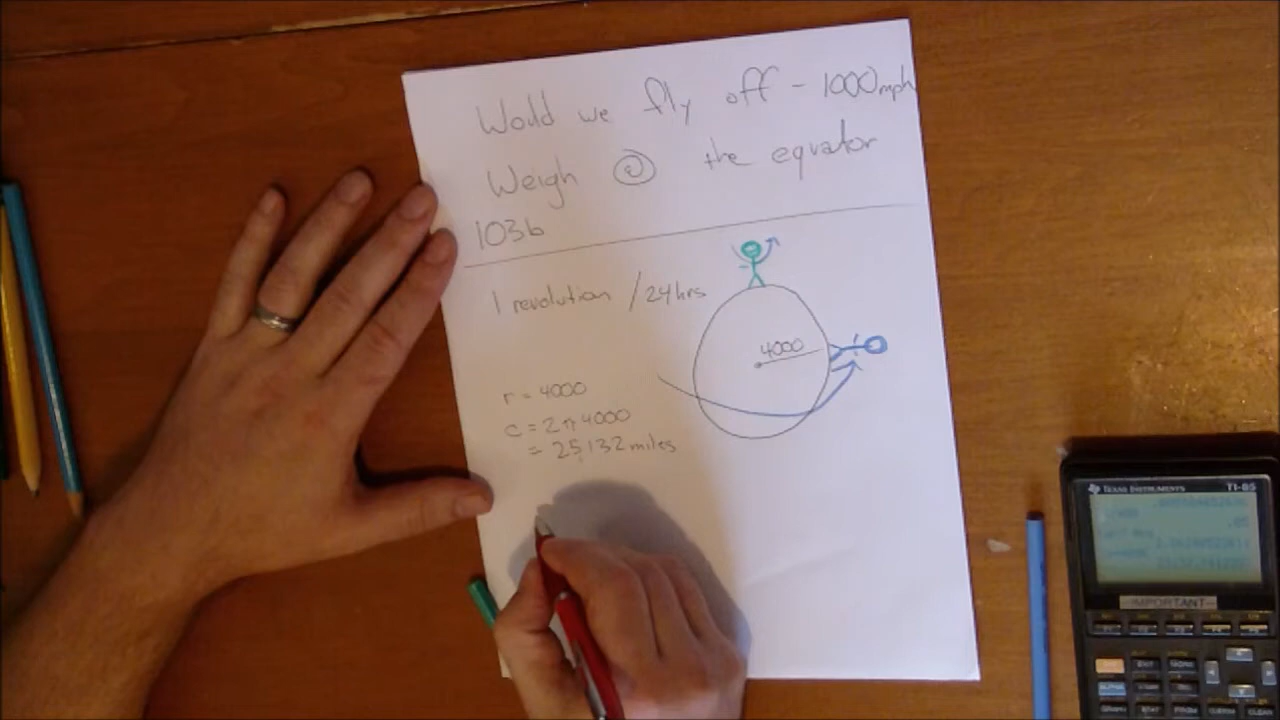 Would we fly off - 1000mph
Weigh @ the equator
103b
1 revolution /24hrs
4000
r = 4000
c = 2π4000
= 25,132 miles
TEXAS INSTRUMENTS TI-85
IMPORTANT